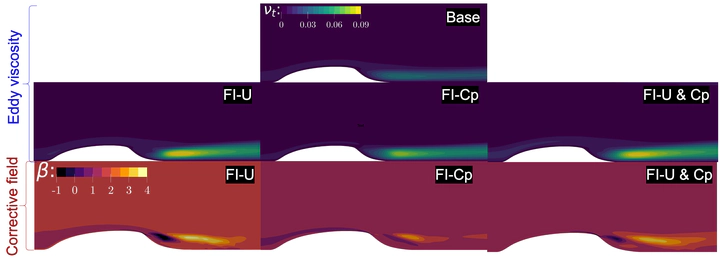 νt:
0 0.03 0.06 0.09
Base
Eddy viscosity
FI-U
FI-Cp
FI-U & Cp
Corrective field
β:
-1 0 1 2 3 4
FI-U
FI-Cp
FI-U & Cp